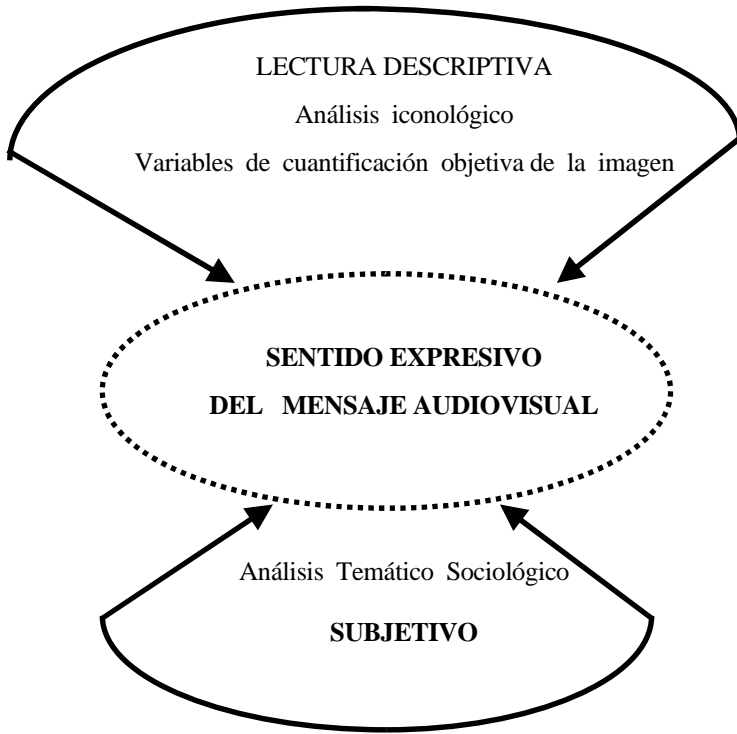 LECTURA DESCRIPTIVA
Análisis iconológico
Variables de cuantificación objetiva de la imagen
SENTIDO EXPRESIVO
DEL MENSAJE AUDIOVISUAL
Análisis Temático Sociológico
SUBJETIVO